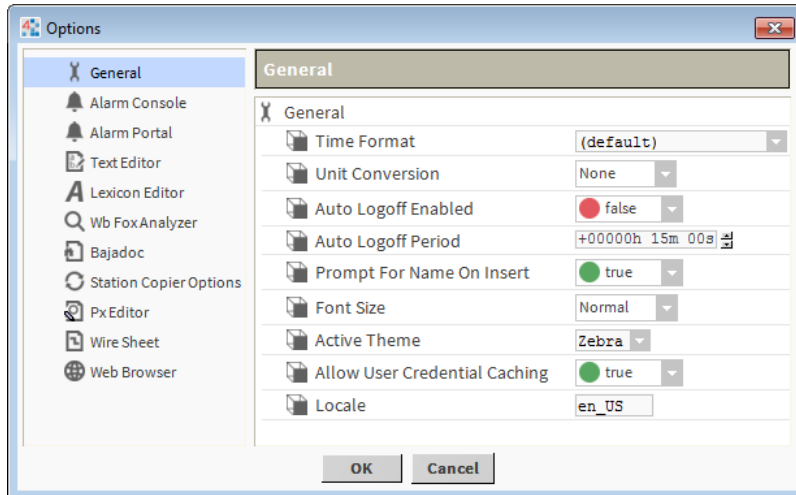 Options
General
Alarm Console
Alarm Portal
Text Editor
Lexicon Editor
Wb FoxAnalyzer
Bajadoc
Station Copier Options
Px Editor
Wire Sheet
Web Browser
General
General
Time Format (default)
Unit Conversion None
Auto Logoff Enabled false
Auto Logoff Period +00000h 15m 00s
Prompt For Name On Insert true
Font Size Normal
Active Theme Zebra
Allow User Credential Caching true
Locale en_US
OK Cancel